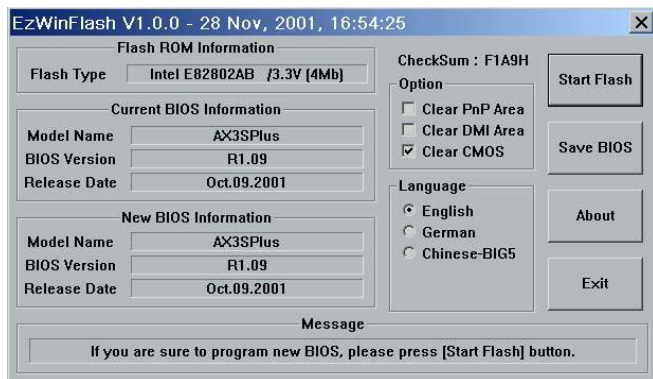 EzWinFlash V1.0.0 - 28 Nov, 2001, 16:54:25
Flash ROM Information
Flash Type Intel E82802AB /3.3V (4Mb)
Current BIOS Information
Model Name AX3SPlus
BIOS Version R1.09
Release Date Oct.09.2001
New BIOS Information
Model Name AX3SPlus
BIOS Version R1.09
Release Date Oct.09.2001
CheckSum : F1A9H
Option
Clear PnP Area
Clear DMI Area
Clear CMOS
Language
English
German
Chinese-BIG5
Start Flash
Save BIOS
About
Exit
Message
If you are sure to program new BIOS, please press [Start Flash] button.